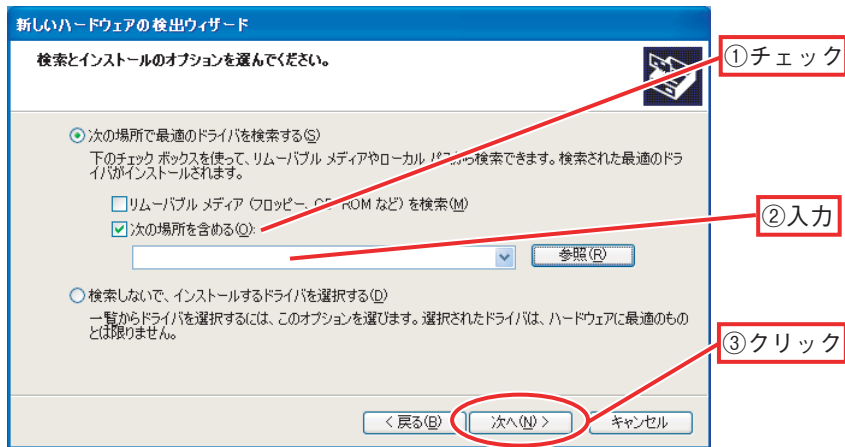 新しいハードウェアの検出ウィザード
検索とインストールのオプションを選んでください。
①チェック
次の場所で最適のドライバを検索する(S)
下のチェック ボックスを使って、リムーバブル メディアやローカル パスから検索できます。検索された最適のドラ
イバがインストールされます。
リムーバブル メディア (フロッピー、CD-ROM など) を検索(M)
次の場所を含める(O):
②入力
参照(R)
検索しないで、インストールするドライバを選択する(D)
一覧からドライバを選択するには、このオプションを選びます。選択されたドライバは、ハードウェアに最適のもの
とは限りません。
③クリック
< 戻る(B)
次へ(N) >
キャンセル